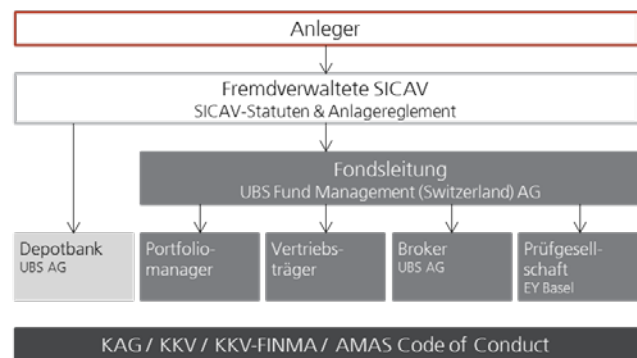 Anleger
Fremdverwaltete SICAV
SICAV-Statuten & Anlagereglement
Fondsleitung
UBS Fund Management (Switzerland) AG
Depotbank
UBS AG
Portfolio-
manager
Vertriebs-
träger
Broker
UBS AG
Prüfgesell-
schaft
EY Basel
KAG / KKV / KKV-FINMA / AMAS Code of Conduct